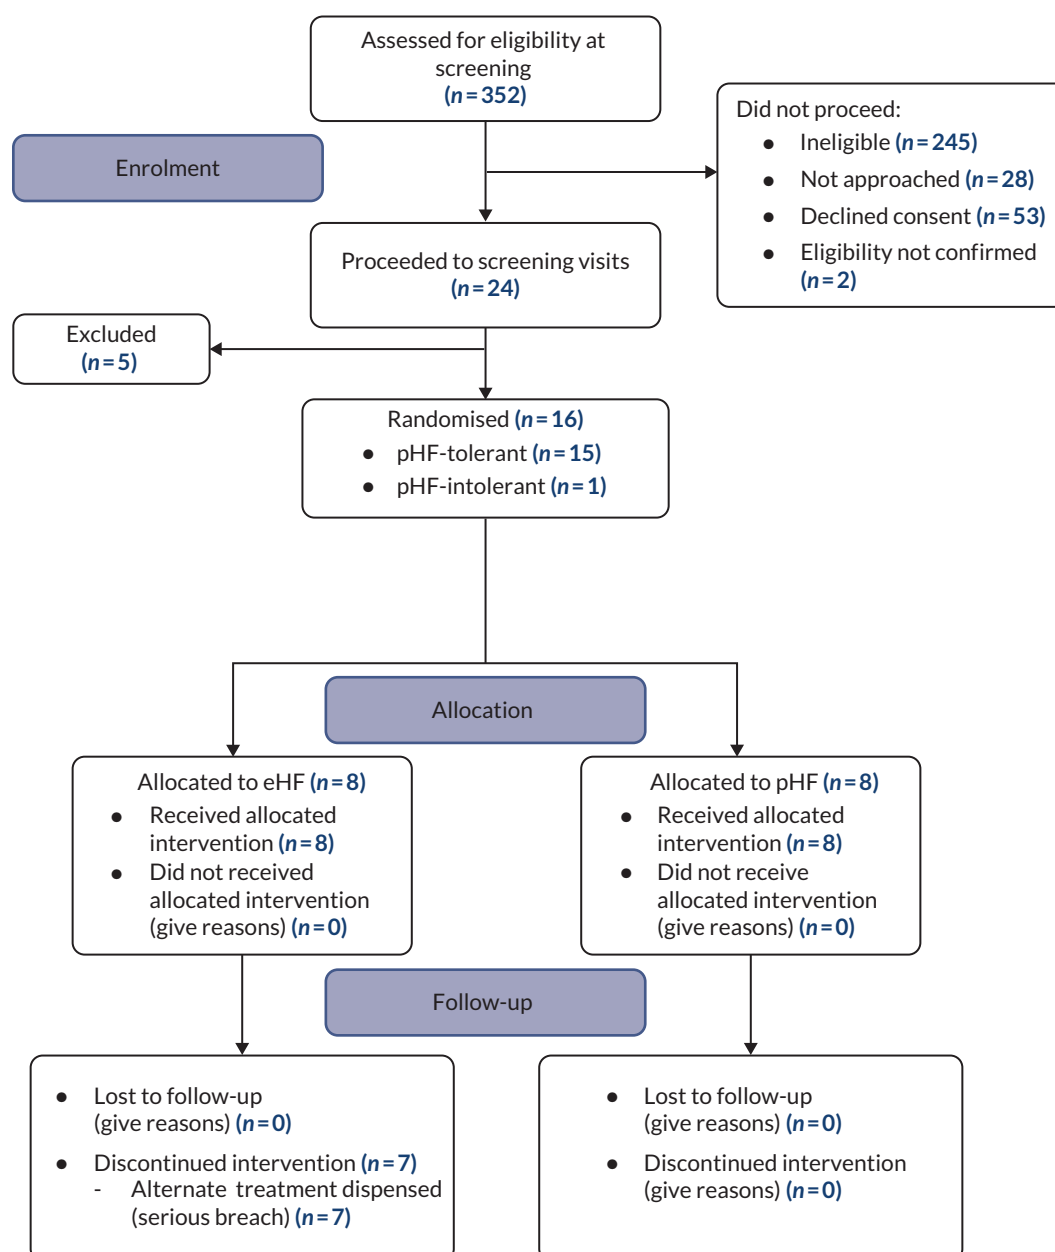 Assessed for eligibility at
screening
(n=352)
Did not proceed:
● Ineligible (n=245)
● Not approached (n=28)
● Declined consent (n=53)
● Eligibility not confirmed
(n=2)
Enrolment
Proceeded to screening visits
(n=24)
Excluded
(n=5)
Randomised (n=16)
● pHF-tolerant (n=15)
● pHF-intolerant (n=1)
Allocation
Allocated to eHF (n=8)
● Received allocated
intervention (n=8)
● Did not received
allocated intervention
(give reasons) (n=0)
Allocated to pHF (n=8)
● Received allocated
intervention (n=8)
● Did not receive
allocated intervention
(give reasons) (n=0)
Follow-up
● Lost to follow-up
(give reasons) (n=0)
● Discontinued intervention (n=7)
- Alternate treatment dispensed
(serious breach) (n=7)
● Lost to follow-up
(give reasons) (n=0)
● Discontinued intervention
(give reasons) (n=0)